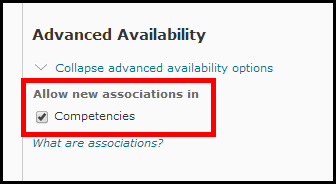 Advanced Availability
Collapse advanced availability options
Allow new associations in
Competencies
What are associations?